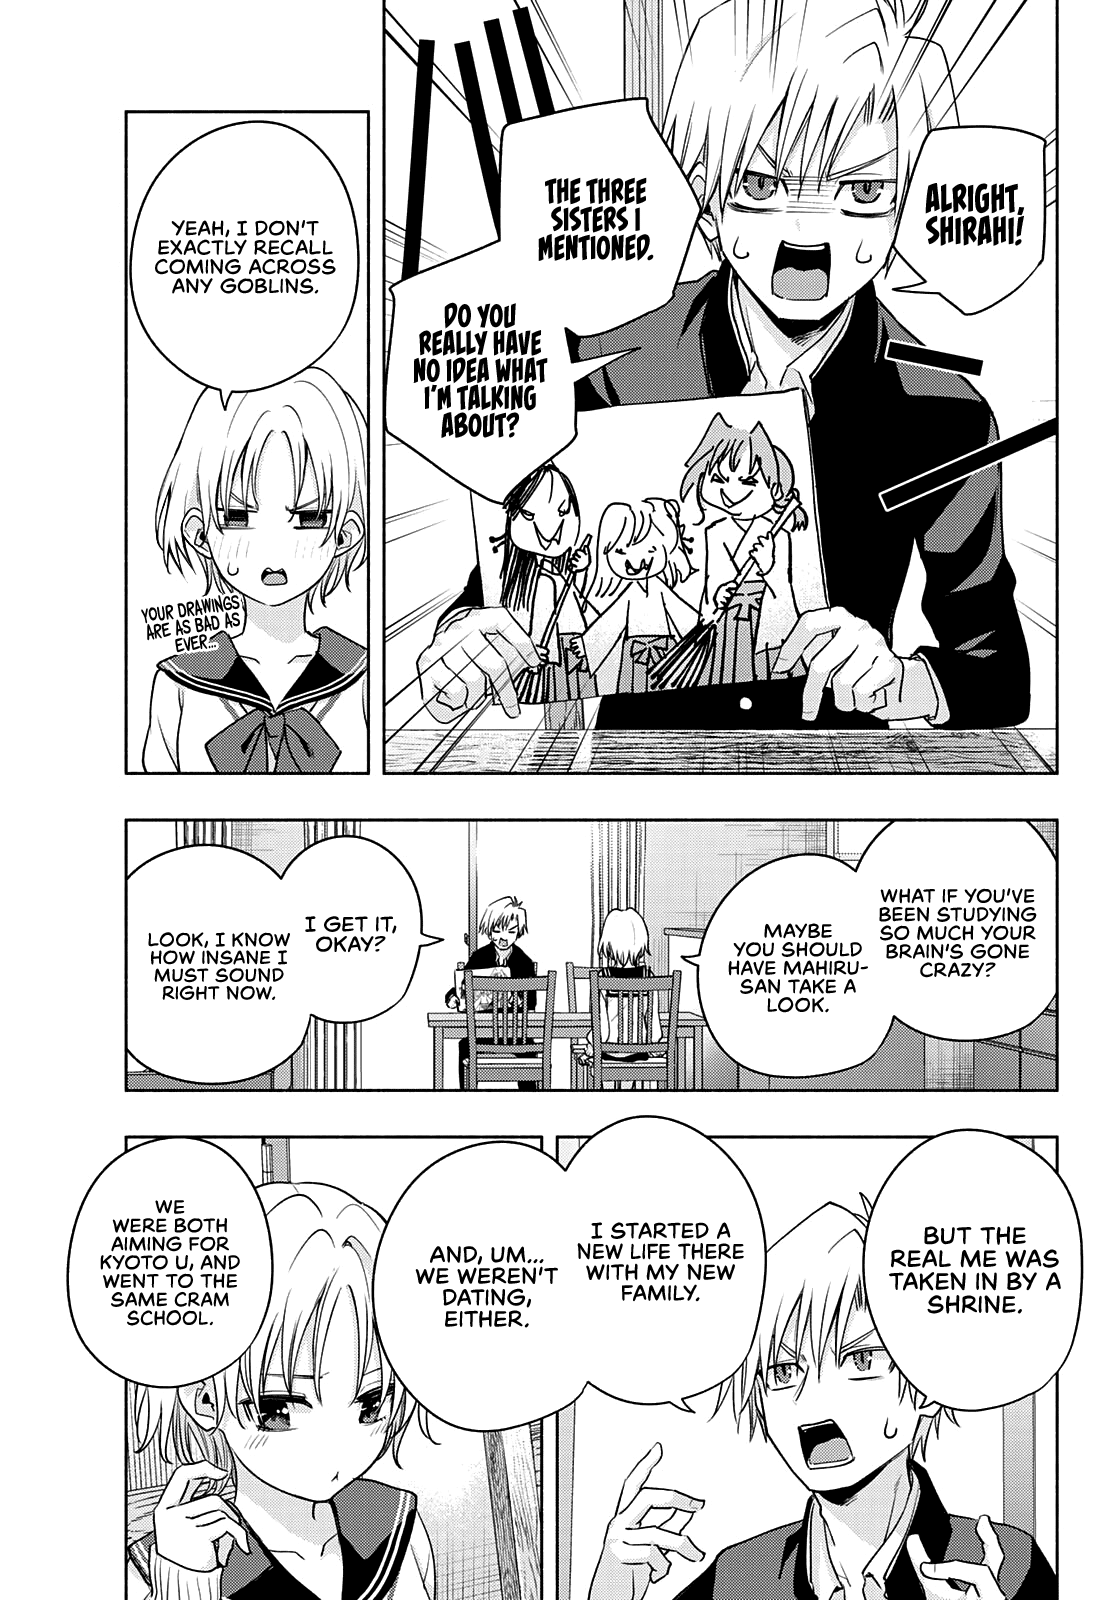 ALRIGHT,
SHIRAHI!
THE THREE
SISTERS I
MENTIONED.
DO YOU
REALLY HAVE
NO IDEA WHAT
I'M TALKING
ABOUT?
YEAH, I DON'T
EXACTLY RECALL
COMING ACROSS
ANY GOBLINS.
YOUR DRAWINGS
ARE AS BAD AS
EVER...
WHAT IF YOU'VE
BEEN STUDYING
SO MUCH YOUR
BRAIN'S GONE
CRAZY?
MAYBE
YOU SHOULD
HAVE MAHIRU-
SAN TAKE A
LOOK.
I GET IT,
OKAY?
LOOK, I KNOW
HOW INSANE I
MUST SOUND
RIGHT NOW.
BUT THE
REAL ME WAS
TAKEN IN BY A
SHRINE.
I STARTED A
NEW LIFE THERE
WITH MY NEW
FAMILY.
AND, UM...
WE WEREN'T
DATING,
EITHER.
WE
WERE BOTH
AIMING FOR
KYOTO U, AND
WENT TO THE
SAME CRAM
SCHOOL.